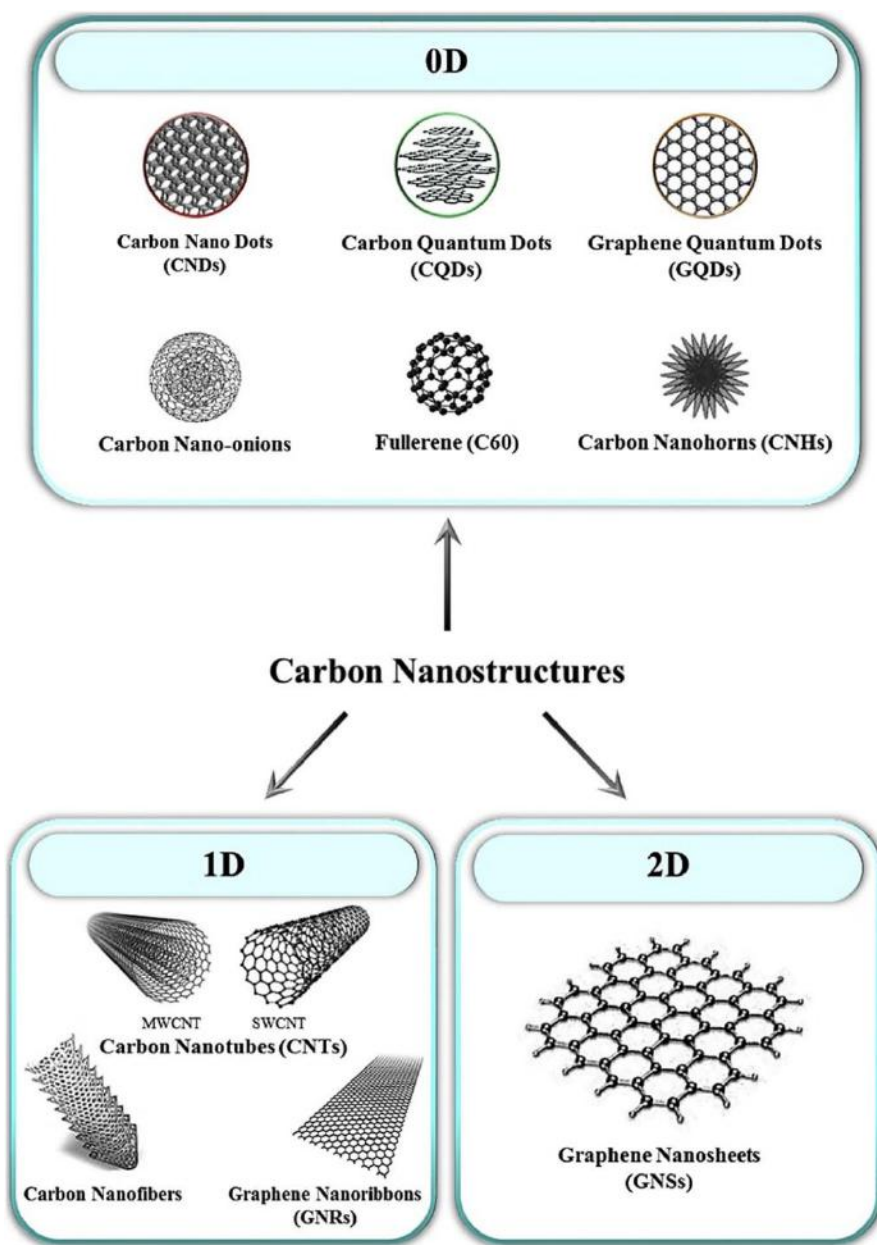 0D
Carbon Nano Dots
(CNDs)
Carbon Quantum Dots
(CQDs)
Graphene Quantum Dots
(GQDs)
Carbon Nano-onions
Fullerene (C60)
Carbon Nanohorns (CNHs)
Carbon Nanostructures
1D
MWCNT
SWCNT
Carbon Nanotubes (CNTs)
Carbon Nanofibers
Graphene Nanoribbons
(GNRs)
2D
Graphene Nanosheets
(GNSs)